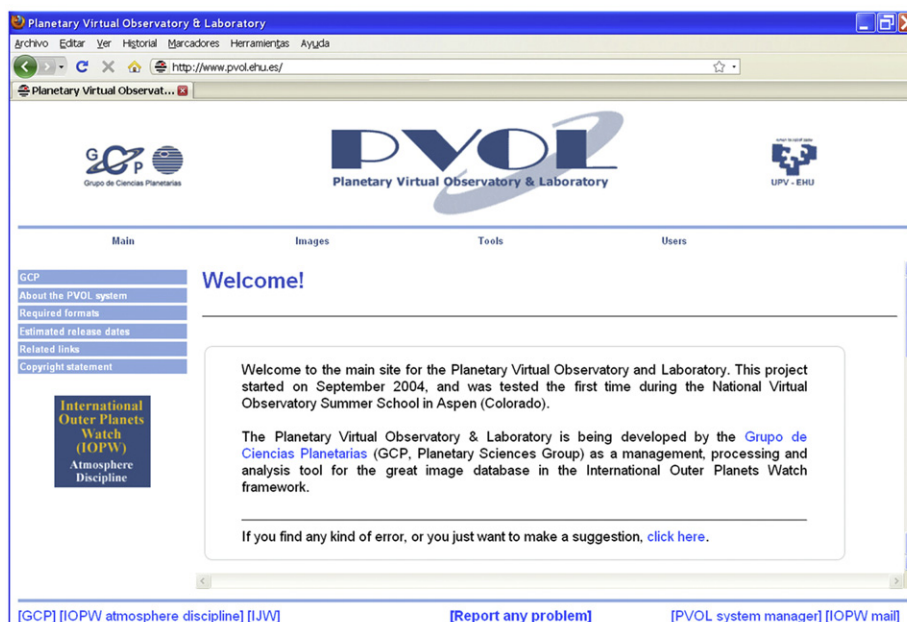 Planetary Virtual Observatory & Laboratory
Archivo Editar Ver Historial Marcadores Herramientas Ayuda
http://www.pvol.ehu.es/
Planetary Virtual Observat...
G C P
Grupo de Ciencias Planetarias
PVOL
Planetary Virtual Observatory & Laboratory
UPV - EHU
Main Images Tools Users
GCP
About the PVOL system
Required formats
Estimated release dates
Related links
Copyright statement
International
Outer Planets
Watch
(IOPW)
Atmosphere
Discipline
Welcome!
Welcome to the main site for the Planetary Virtual Observatory and Laboratory. This project
started on September 2004, and was tested the first time during the National Virtual
Observatory Summer School in Aspen (Colorado).
The Planetary Virtual Observatory & Laboratory is being developed by the Grupo de
Ciencias Planetarias (GCP, Planetary Sciences Group) as a management, processing and
analysis tool for the great image database in the International Outer Planets Watch
framework.
If you find any kind of error, or you just want to make a suggestion, click here.
[GCP] [IOPW atmosphere discipline] [IJW] [Report any problem] [PVOL system manager] [IOPW mail]